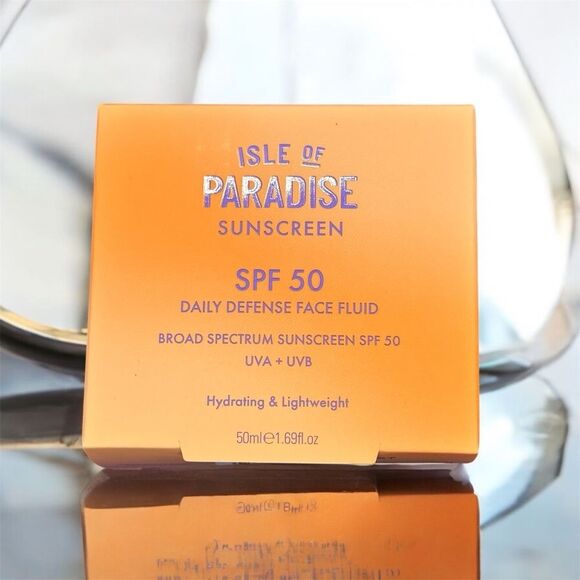 ISLE OF
PARADISE
SUNSCREEN
SPF 50
DAILY DEFENSE FACE FLUID
BROAD SPECTRUM SUNSCREEN SPF 50
UVA + UVB
Hydrating & Lightweight
50ml℮1.69fl.oz